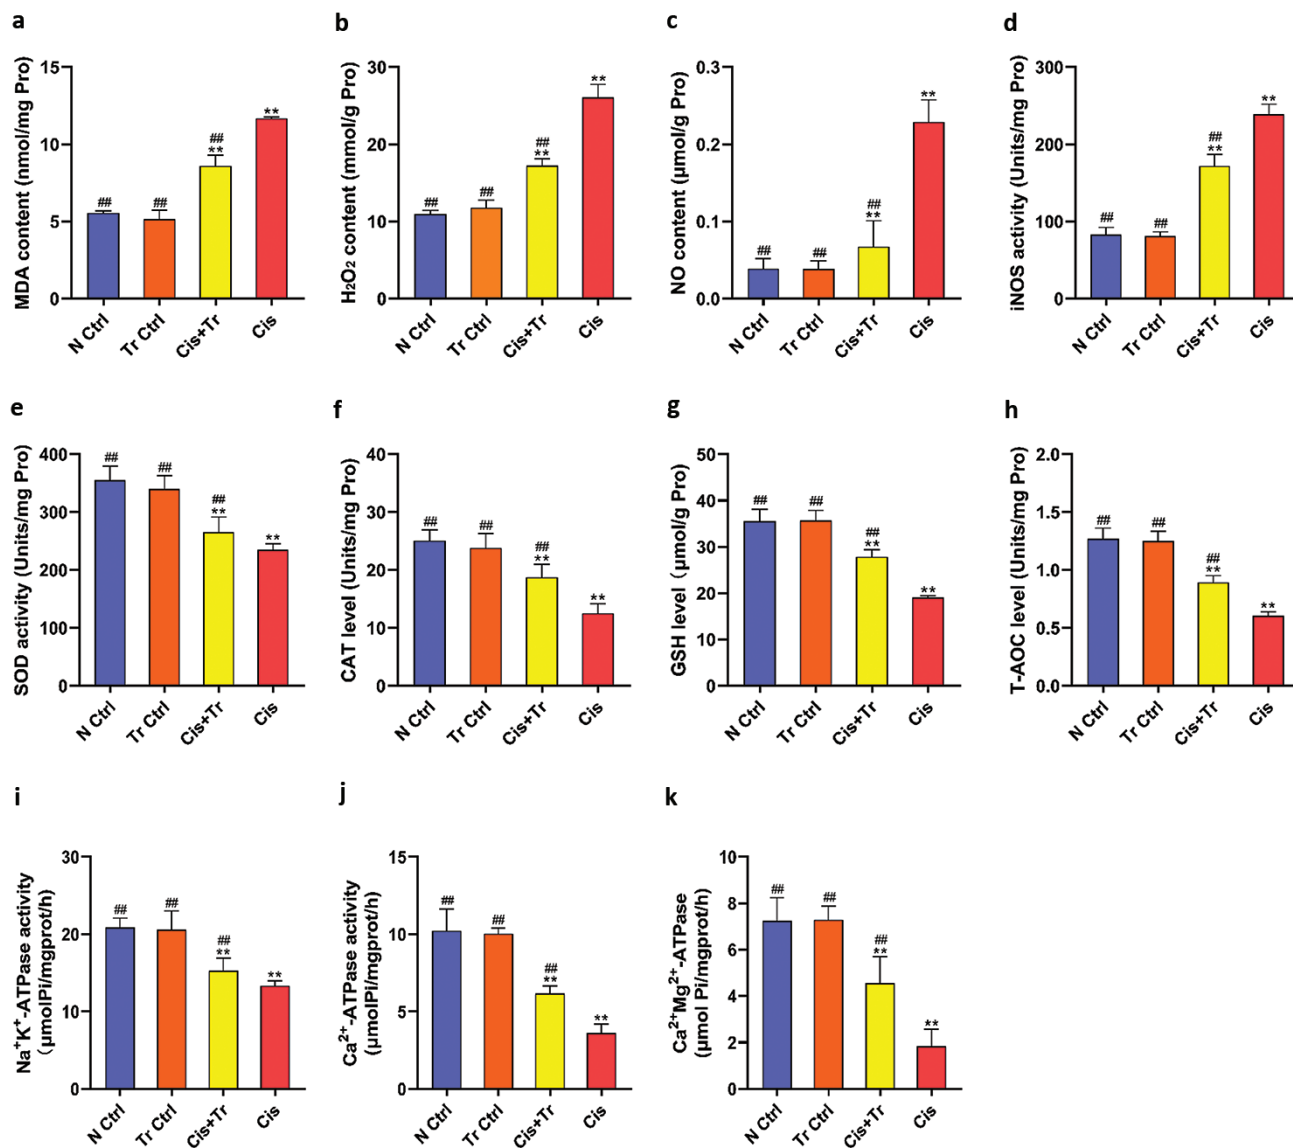 a
MDA content (nmol/mg Pro)
15
10
5
0
##
##
##
**
**
N Ctrl
Tr Ctrl
Cis+Tr
Cis
b
H₂O₂ content (mmol/g Pro)
30
20
10
0
##
##
##
**
**
N Ctrl
Tr Ctrl
Cis+Tr
Cis
c
NO content (μmol/g Pro)
0.3
0.2
0.1
0.0
##
##
##
**
**
N Ctrl
Tr Ctrl
Cis+Tr
Cis
d
iNOS activity (Units/mg Pro)
300
200
100
0
##
##
##
**
**
N Ctrl
Tr Ctrl
Cis+Tr
Cis
e
SOD activity (Units/mg Pro)
400
300
200
100
0
##
##
##
**
**
N Ctrl
Tr Ctrl
Cis+Tr
Cis
f
CAT level (Units/mg Pro)
40
30
20
10
0
##
##
##
**
**
N Ctrl
Tr Ctrl
Cis+Tr
Cis
g
GSH level (μmol/g Pro)
50
40
30
20
10
0
##
##
##
**
**
N Ctrl
Tr Ctrl
Cis+Tr
Cis
h
T-AOC level (Units/mg Pro)
2.0
1.5
1.0
0.5
0.0
##
##
##
**
**
N Ctrl
Tr Ctrl
Cis+Tr
Cis
i
Na⁺K⁺-ATPase activity
(μmolPi/mgprot/h)
30
20
10
0
##
##
##
**
**
N Ctrl
Tr Ctrl
Cis+Tr
Cis
j
Ca²⁺-ATPase activity
(μmolPi/mgprot/h)
15
10
5
0
##
##
##
**
**
N Ctrl
Tr Ctrl
Cis+Tr
Cis
k
Ca²⁺Mg²⁺-ATPase
(μmol Pi/mgprot/h)
10
8
6
4
2
0
##
##
##
**
**
N Ctrl
Tr Ctrl
Cis+Tr
Cis